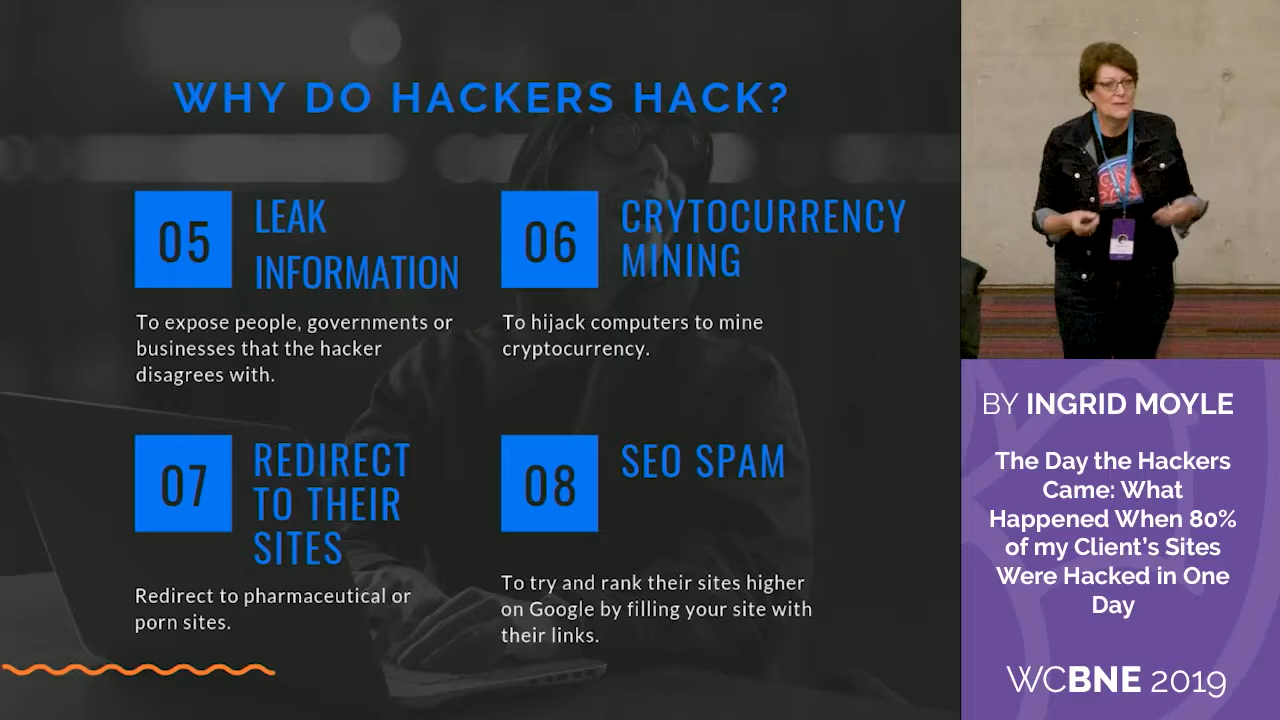 WHY DO HACKERS HACK?
05
LEAK
INFORMATION
To expose people, governments or
businesses that the hacker
disagrees with.
06
CRYTOCURRENCY
MINING
To hijack computers to mine
cryptocurrency.
07
REDIRECT
TO THEIR
SITES
Redirect to pharmaceutical or
porn sites.
08
SEO SPAM
To try and rank their sites higher
on Google by filling your site with
their links.
BY INGRID MOYLE
The Day the Hackers
Came: What
Happened When 80%
of my Client's Sites
Were Hacked in One
Day
WCBNE 2019